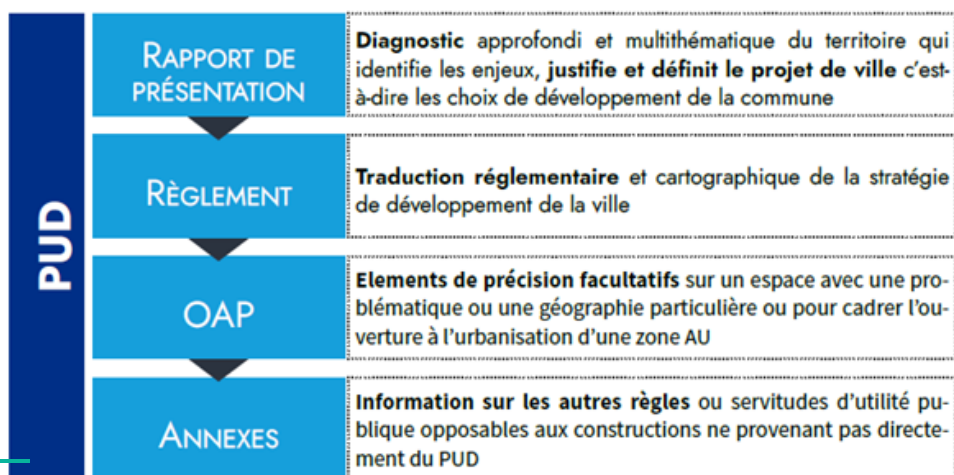 PUD
RAPPORT DE
PRÉSENTATION
Diagnostic approfondi et multithématique du territoire qui
identifie les enjeux, justifie et définit le projet de ville c'est-
à-dire les choix de développement de la commune
RÈGLEMENT
Traduction réglementaire et cartographique de la stratégie
de développement de la ville
OAP
Elements de précision facultatifs sur un espace avec une pro-
blématique ou une géographie particulière ou pour cadrer l'ou-
verture à l'urbanisation d'une zone AU
ANNEXES
Information sur les autres règles ou servitudes d'utilité pu-
blique opposables aux constructions ne provenant pas directe-
ment du PUD